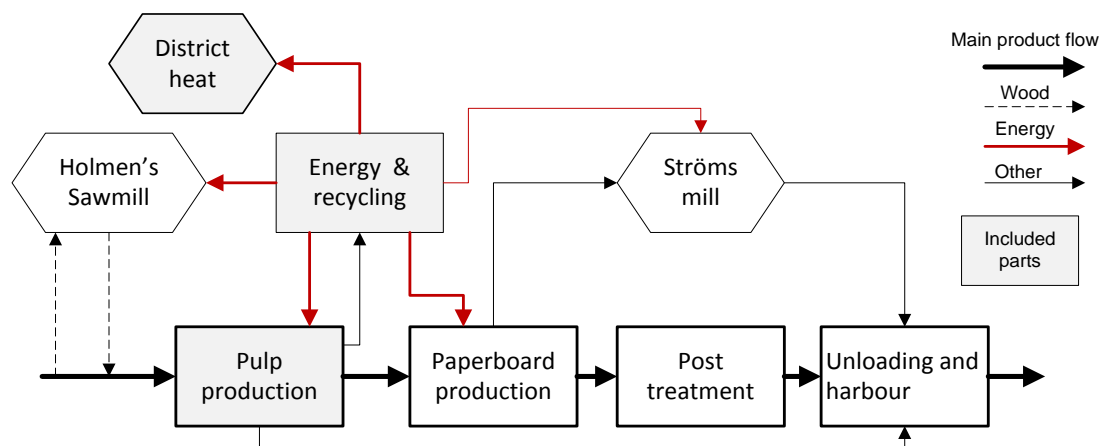 District
heat
Main product flow
Wood
Energy
Other
Included
parts
Holmen's
Sawmill
Energy &
recycling
Ströms
mill
Pulp
production
Paperboard
production
Post
treatment
Unloading and
harbour